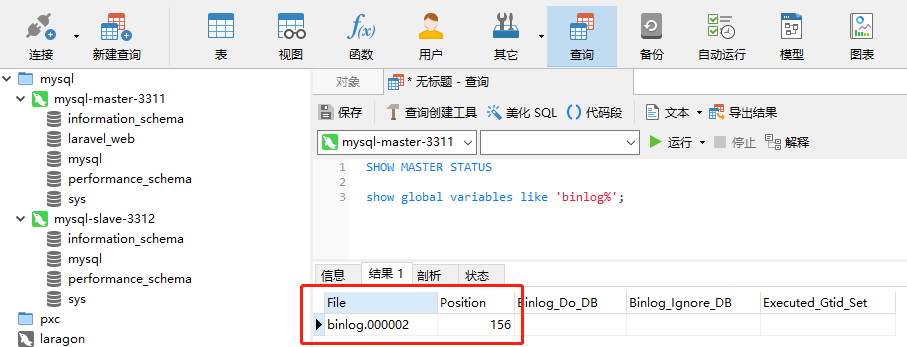 连接 新建查询 表 视图 函数 用户 其它 查询 备份 自动运行 模型 图表
f(x)
mysql
mysql-master-3311
information_schema
laravel_web
mysql
performance_schema
sys
mysql-slave-3312
information_schema
mysql
performance_schema
sys
pxc
laragon
对象 * 无标题 - 查询
保存 查询创建工具 美化 SQL () 代码段 文本 导出结果
mysql-master-3311 运行 停止 解释
1 SHOW MASTER STATUS
2
3 show global variables like 'binlog%';
信息 结果 1 剖析 状态
File Position Binlog_Do_DB Binlog_Ignore_DB Executed_Gtid_Set
binlog.000002 156